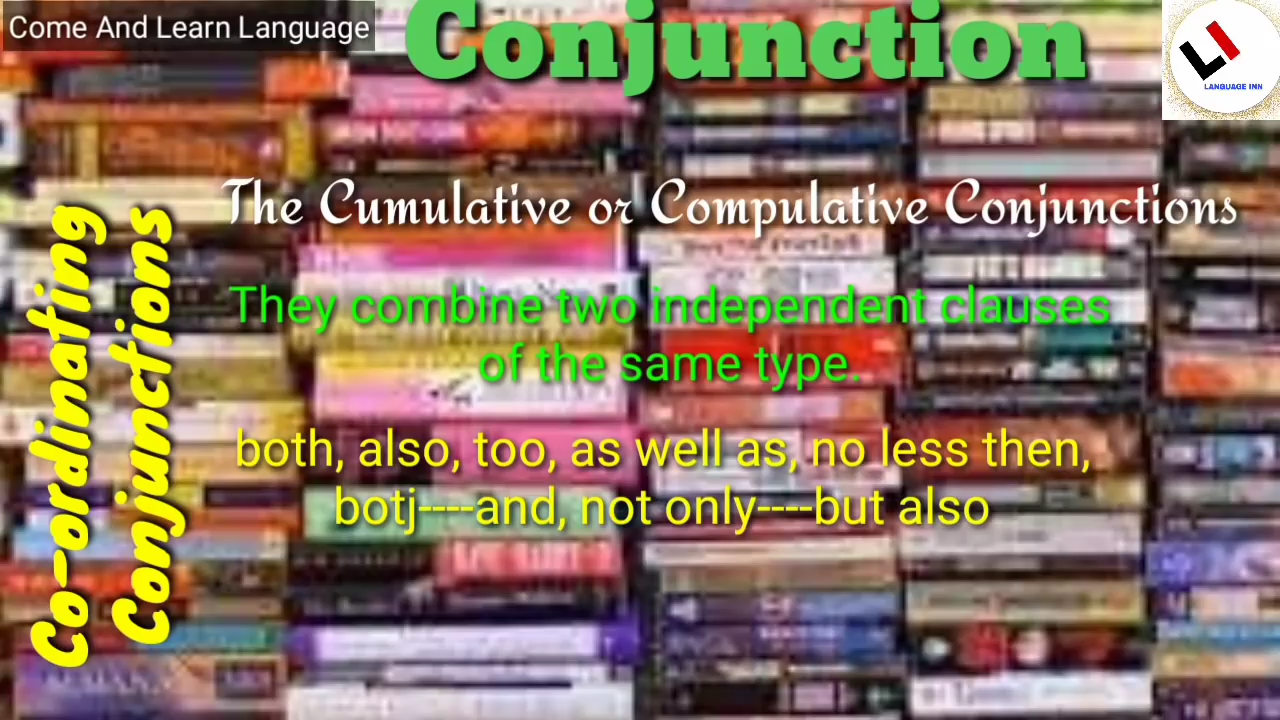 Come And Learn Language
Conjunction
LANGUAGE INN
The Cumulative or Compulative Conjunctions
Co-ordinating
Conjunctions
They combine two independent clauses
of the same type.
both, also, too, as well as, no less then,
botj----and, not only----but also